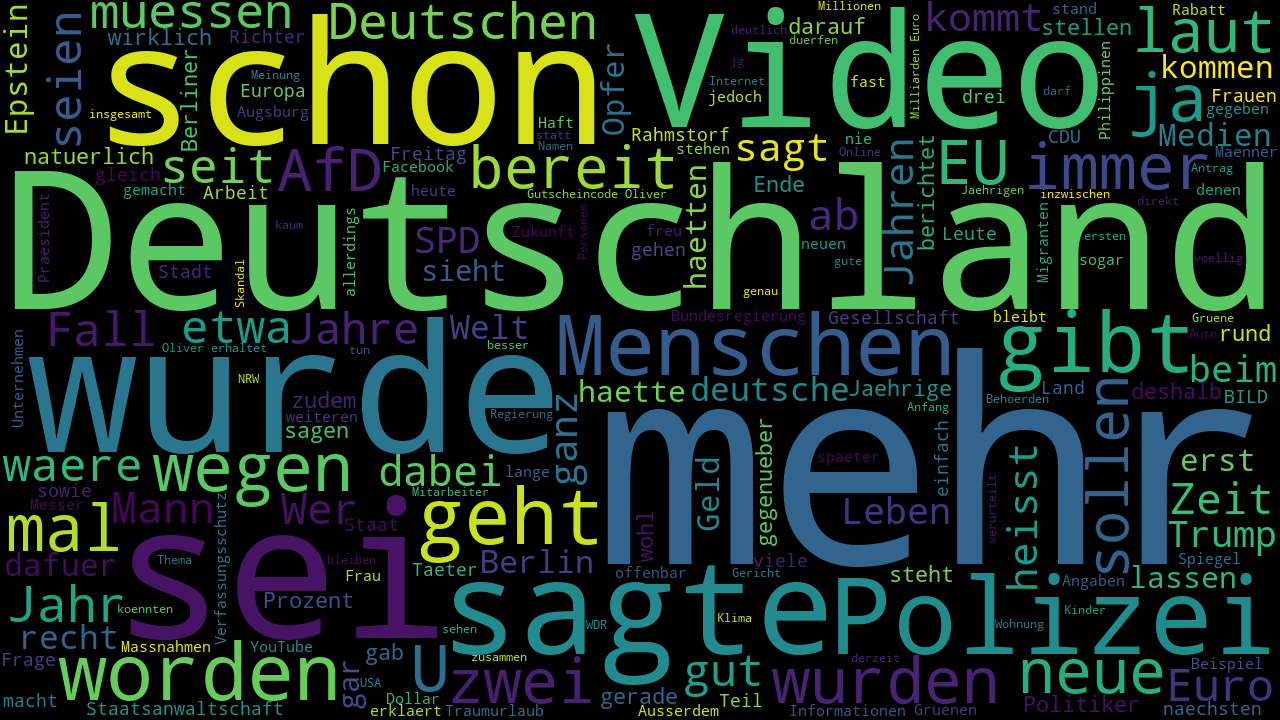 muessen
Deutschen
Millionen
darauf
kommt
stand
Rabatt
laut
Epstein
seien
wirklich
Richter
schon
Video
deutlich
duerfen
stellen
kommen
Meinung
Europa
Berliner
Opfer
jg
Internet
jedoch
fast
Milliarden Euro
drei
darf
Philippinen
ja
Frauen
gegeben
insgesamt
Augsburg
Haft
statt
Namen
Rahmstorf
stehen
sagt
nie
Online
CDU
Medien
Maenner
natuerlich
gleich
gemacht
seit
Arbeit
AfD
Freitag
Facebook
heute
bereit
Gutscheincode Oliver
Ende
EU
Jaehrigen
immer
inzwischen
Antrag
denen
direkt
Deutschland
Praesident
Stadt
Skandal
kaum
allerdings
SPD
sieht
Zukunft
Personen
freu
gehen
haetten
genau
ab
neuen
gute
Jahren
berichtet
Leute
Migranten
ersten
sogar
voellig
Fall
etwa
Jahre
Oliver erhaltet
tun
Welt
besser
Bundesregierung
Gesellschaft
bleibt
gibt
Gruene
Auto
rund
beim
Unternehmen
wurde
NRW
zudem
weiteren
sagen
Menschen
haette
deutsche
Jaehrige
Anfang
Land
Behoerden
deshalb
BILD
Regierung
ganz
mehr
sollen
waere
wegen
dabei
lange
Geld
gegenueber
spaeter
einfach
verurteilt
heisst
erst
Zeit
Trump
Spiegel
sowie
Messer
mal
Mann
Verfassungsschutz
Wer
Staat
Mitarbeiter
geht
Berlin
wohl
viele
Leben
dafuer
Thema
sei
bleiben
Frau
Taeter
offenbar
Gericht
steht
Angaben
lassen
Jahr
koennten
Prozent
sagte
Polizei
Klima
WDR
Wohnung
Kinder
recht
Massnahmen
YouTube
sehen
Frage
worden
gar
gab
USA
U
zusammen
zwei
gerade
gut
Teil
derzeit
wurden
neue
Beispiel
Euro
macht
Staatsanwaltschaft
Dollar
erklaert
Traumurlaub
Ausserdem
Informationen
Gruenen
Politiker
naechsten